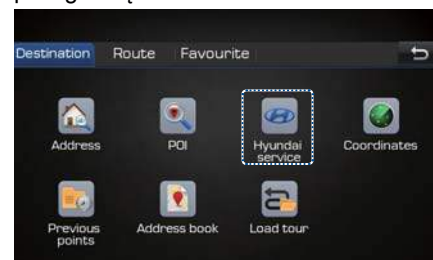 Destination Route Favourite
Address POI Hyundai service Coordinates
Previous points Address book Load tour